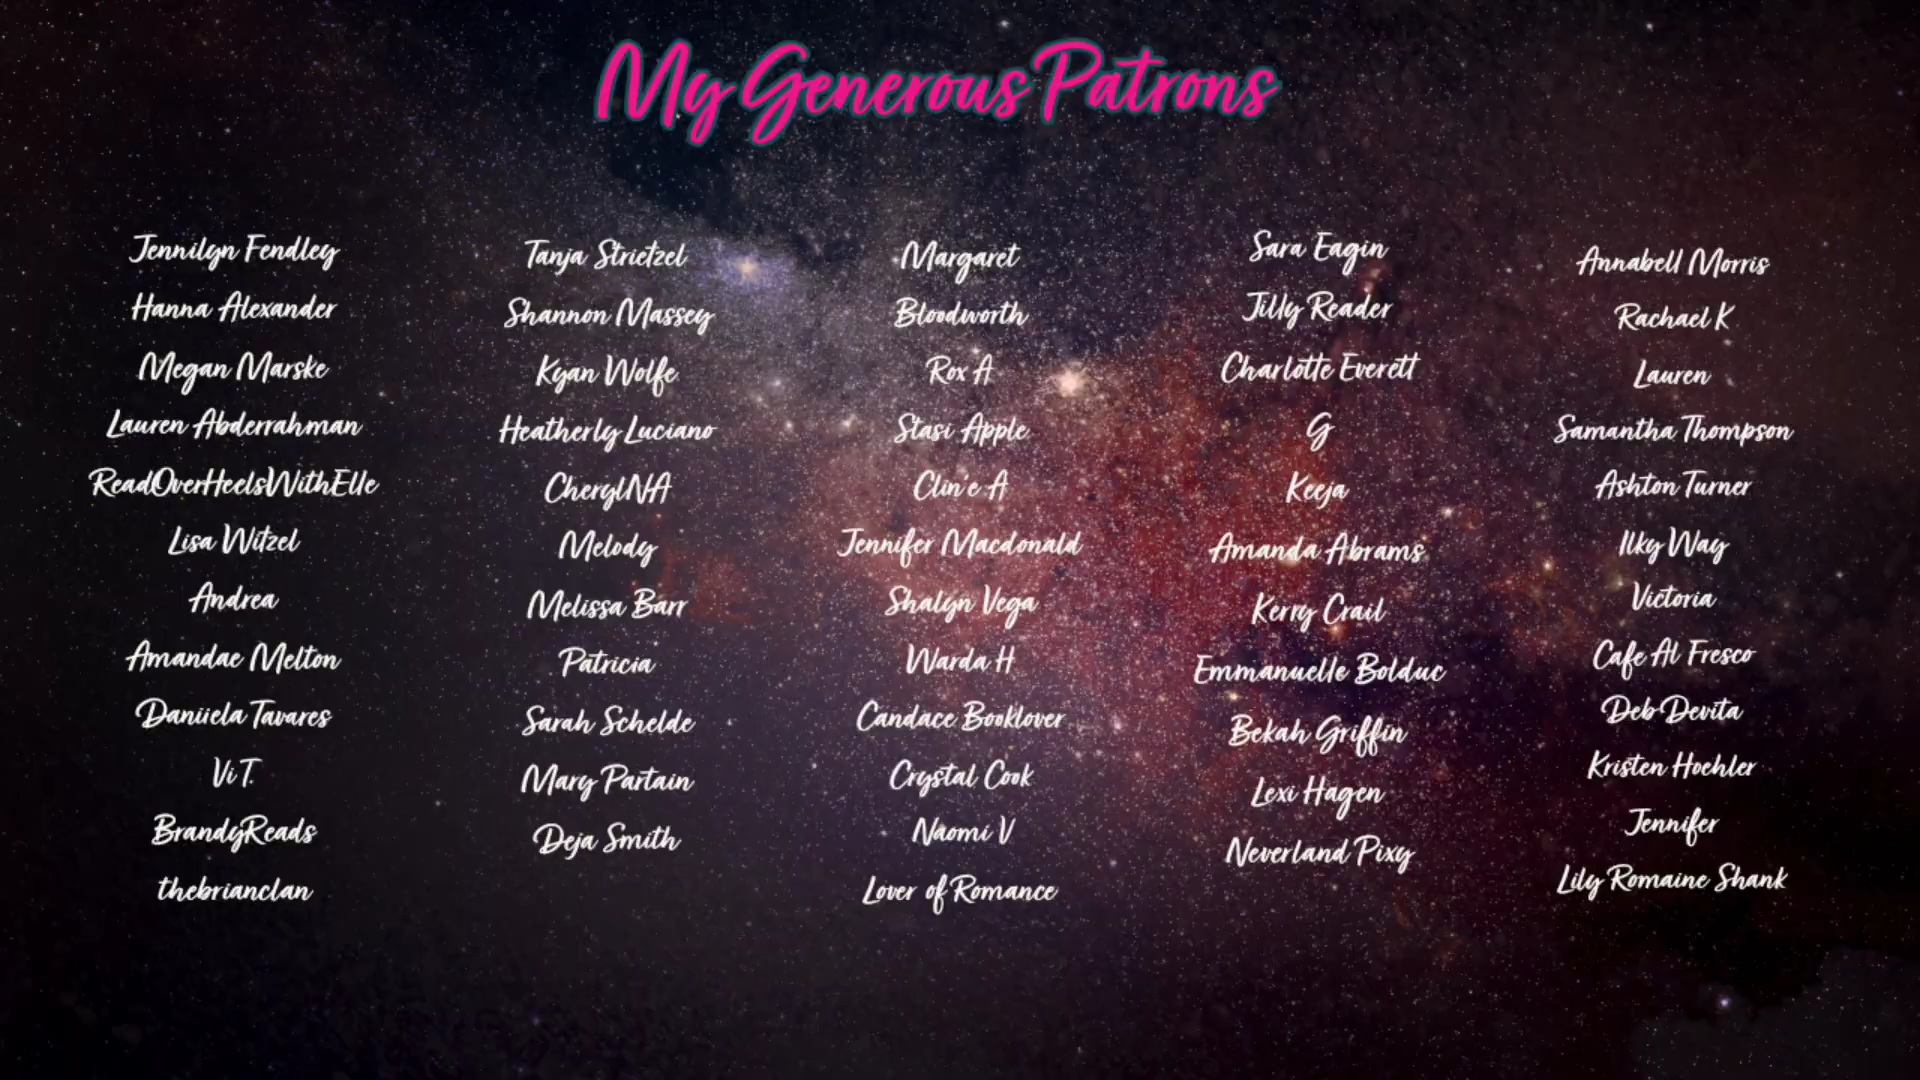 My Generous Patrons
Jennilyn Fendley
Hanna Alexander
Megan Marske
Lauren Abderrahman
ReadOverHeelsWithElle
Lisa Witzel
Andrea
Amandae Melton
Daniiela Tavares
Vi T.
BrandyReads
thebrianclan
Tanja Strietzel
Shannon Massey
Kyan Wolfe
Heatherly Luciano
CherylNA
Melody
Melissa Barr
Patricia
Sarah Schelde
Mary Partain
Deja Smith
Margaret
Bloodworth
Rox A
Stasi Apple
Clin'e A
Jennifer Macdonald
Shalyn Vega
Warda H
Candace Booklover
Crystal Cook
Naomi V
Lover of Romance
Sara Eagin
Jilly Reader
Charlotte Everett
G
Keeja
Amanda Abrams
Kerry Crail
Emmanuelle Bolduc
Bekah Griffin
Lexi Hagen
Neverland Pixy
Annabell Morris
Rachael K
Lauren
Samantha Thompson
Ashton Turner
Ilky Way
Victoria
Cafe Al Fresco
Deb Devita
Kristen Hoehler
Jennifer
Lily Romaine Shank